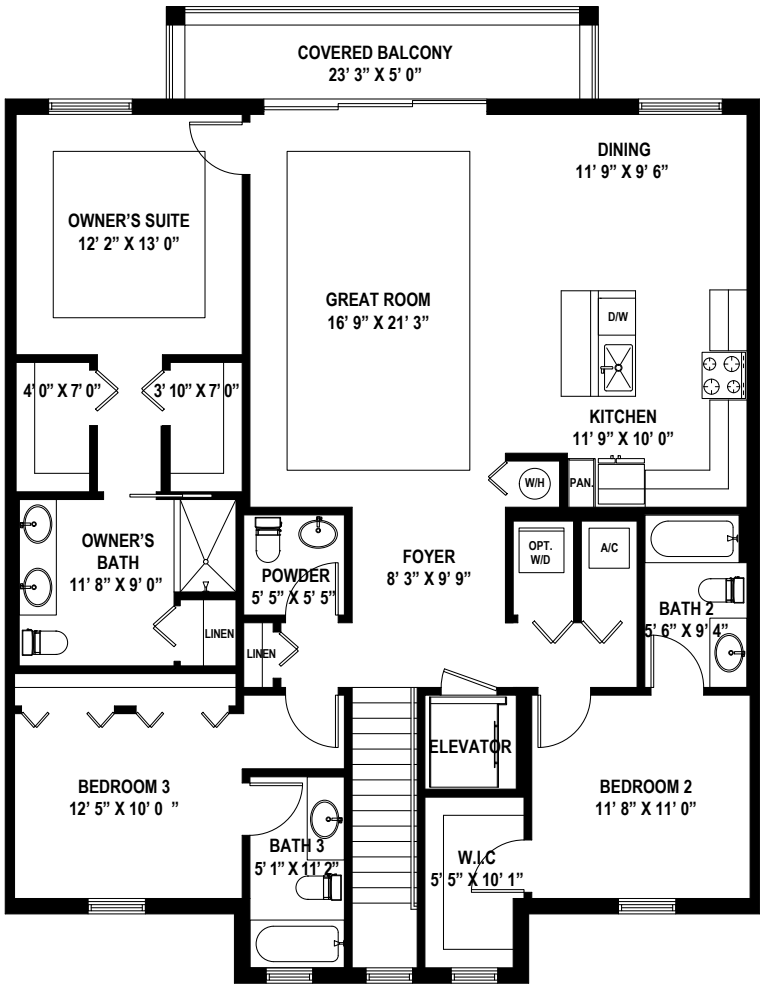 COVERED BALCONY
23' 3" X 5' 0"
DINING
11' 9" X 9' 6"
OWNER'S SUITE
12' 2" X 13' 0"
GREAT ROOM
16' 9" X 21' 3"
D/W
4' 0" X 7' 0"
3' 10" X 7' 0"
KITCHEN
11' 9" X 10' 0"
W/H
PAN.
OWNER'S
BATH
11' 8" X 9' 0"
POWDER
5' 5" X 5' 5"
FOYER
8' 3" X 9' 9"
OPT.
W/D
A/C
BATH 2
5' 6" X 9' 4"
LINEN
LINEN
ELEVATOR
BEDROOM 3
12' 5" X 10' 0 "
BEDROOM 2
11' 8" X 11' 0"
BATH 3
5' 1" X 11' 2"
W.I.C
5' 5" X 10' 1"